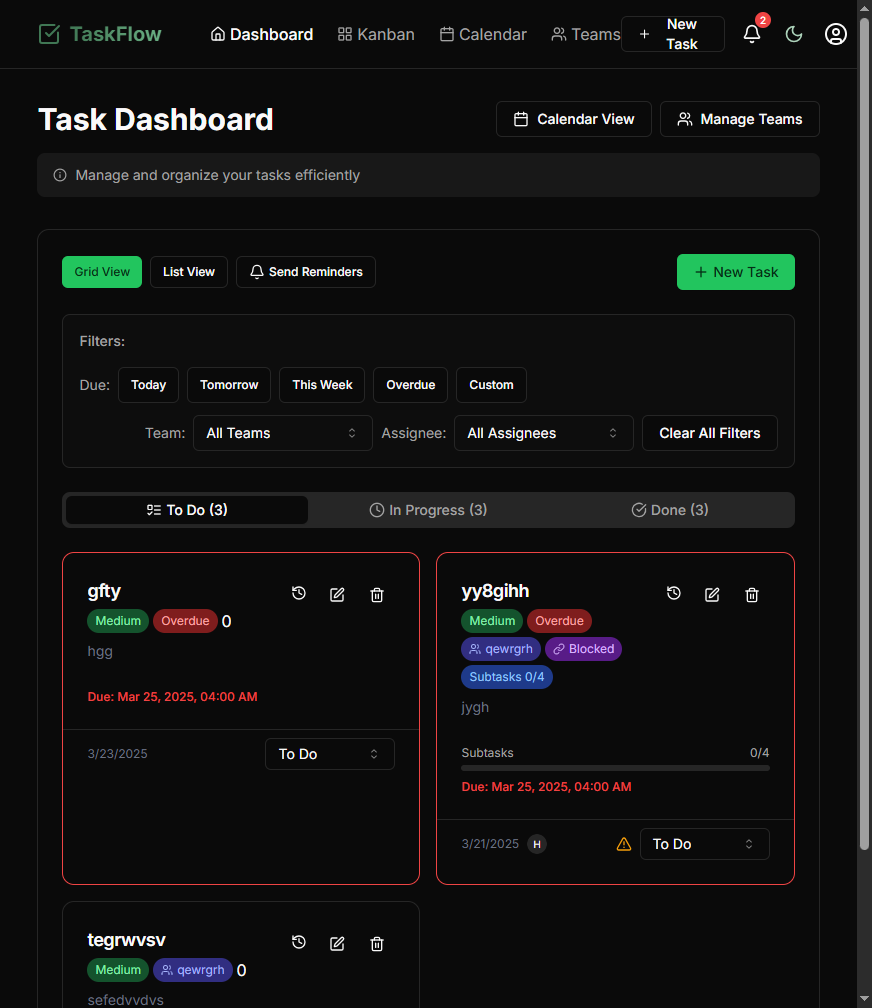 TaskFlow
Dashboard
Kanban
Calendar
Teams
New
Task
2
Task Dashboard
Calendar View
Manage Teams
Manage and organize your tasks efficiently
Grid View
List View
Send Reminders
New Task
Filters:
Due:
Today
Tomorrow
This Week
Overdue
Custom
Team:
All Teams
Assignee:
All Assignees
Clear All Filters
To Do (3)
In Progress (3)
Done (3)
gfty
Medium
Overdue
0
hgg
Due: Mar 25, 2025, 04:00 AM
3/23/2025
To Do
yy8gihh
Medium
Overdue
qewrgrh
Blocked
Subtasks 0/4
jygh
Subtasks
0/4
Due: Mar 25, 2025, 04:00 AM
3/21/2025
H
To Do
tegrwvsv
Medium
qewrgrh
0
sefedvvdvs